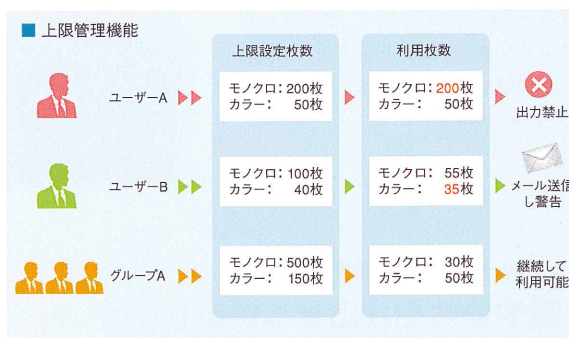 ■ 上限管理機能
上限設定枚数
利用枚数
ユーザーA
モノクロ：200枚
カラー：　50枚
モノクロ：200枚
カラー：　50枚
出力禁止
ユーザーB
モノクロ：100枚
カラー：　40枚
モノクロ：　55枚
カラー：　35枚
メール送信
し警告
グループA
モノクロ：500枚
カラー：　150枚
モノクロ：　30枚
カラー：　50枚
継続して
利用可能